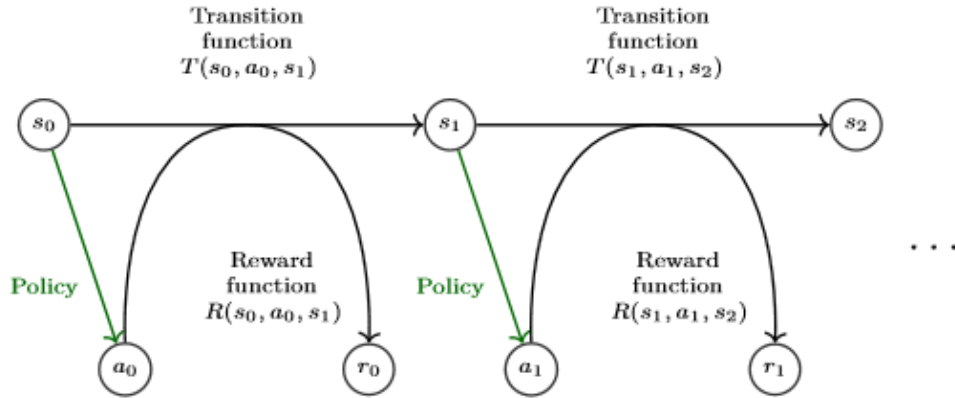 Transition
function
T(s₀, a₀, s₁)
Transition
function
T(s₁, a₁, s₂)
s₀
s₁
s₂
Policy
Reward
function
R(s₀, a₀, s₁)
Policy
Reward
function
R(s₁, a₁, s₂)
...
a₀
r₀
a₁
r₁